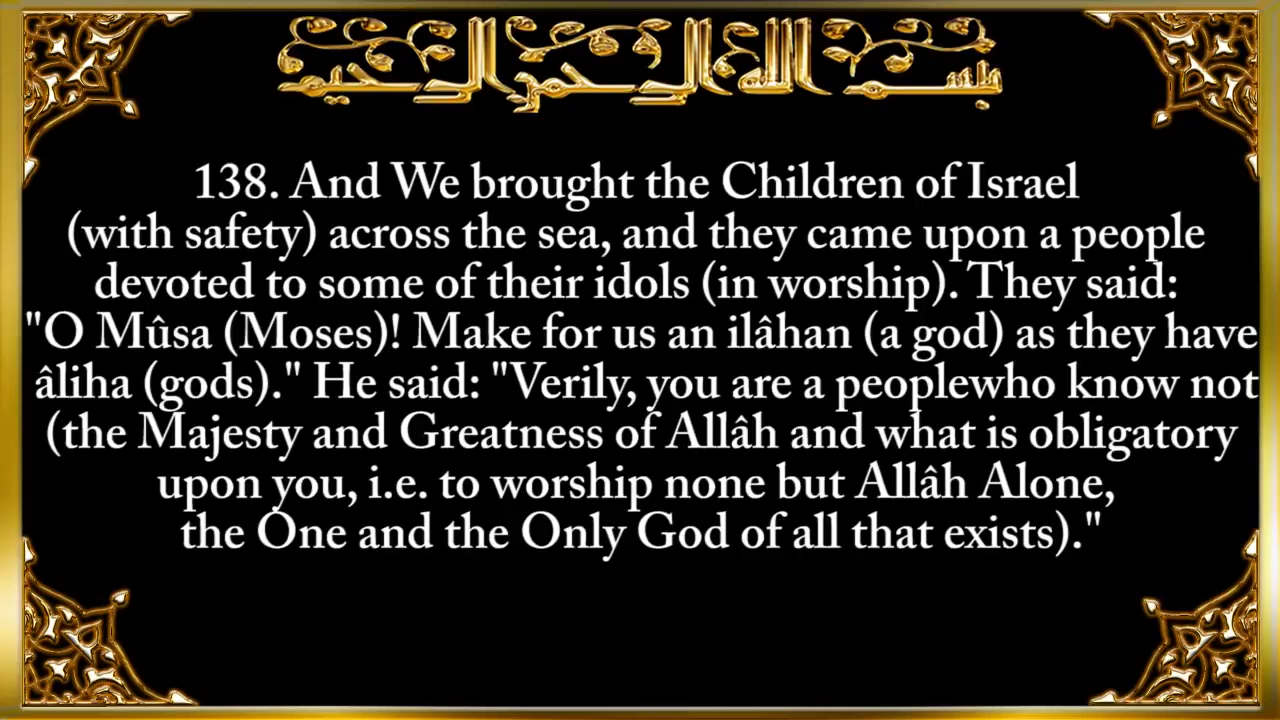 بسم الله الرحمن الرحيم
138. And We brought the Children of Israel
(with safety) across the sea, and they came upon a people
devoted to some of their idols (in worship). They said:
"O Mûsa (Moses)! Make for us an ilâhan (a god) as they have
âliha (gods)." He said: "Verily, you are a peoplewho know not
(the Majesty and Greatness of Allâh and what is obligatory
upon you, i.e. to worship none but Allâh Alone,
the One and the Only God of all that exists)."